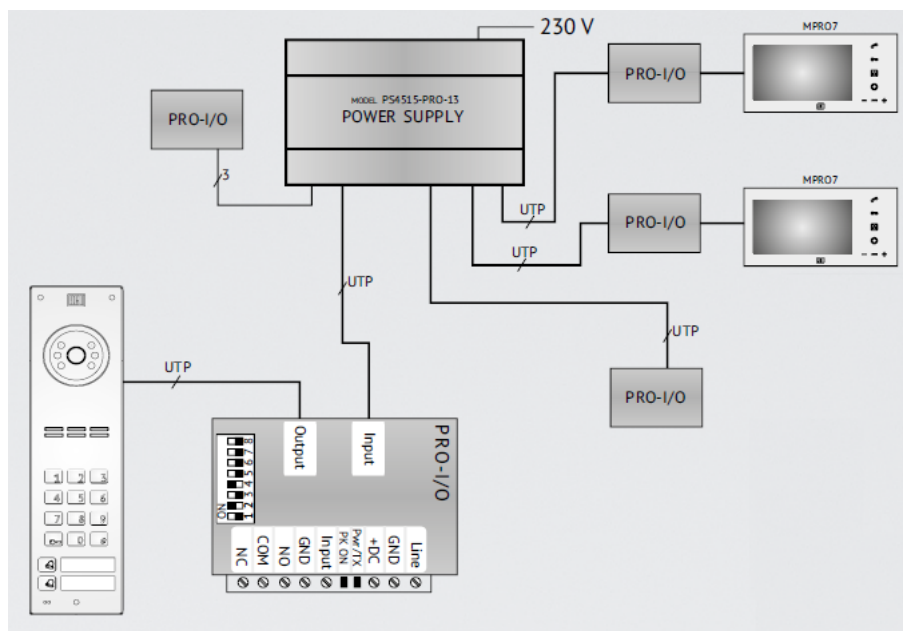 230 V
MPRO7
MODEL PS4515-PRO-13
POWER SUPPLY
PRO-I/O
PRO-I/O
3
MPRO7
UTP
PRO-I/O
UTP
UTP
UTP
PRO-I/O
UTP
PRO-I/O
Output
Input
ON
1 2 3 4 5 6 7 8
NC
COM
NO
GND
Input
PK ON
Pwr/TX
+DC
GND
Line
1 2 3
4 5 6
7 8 9
0